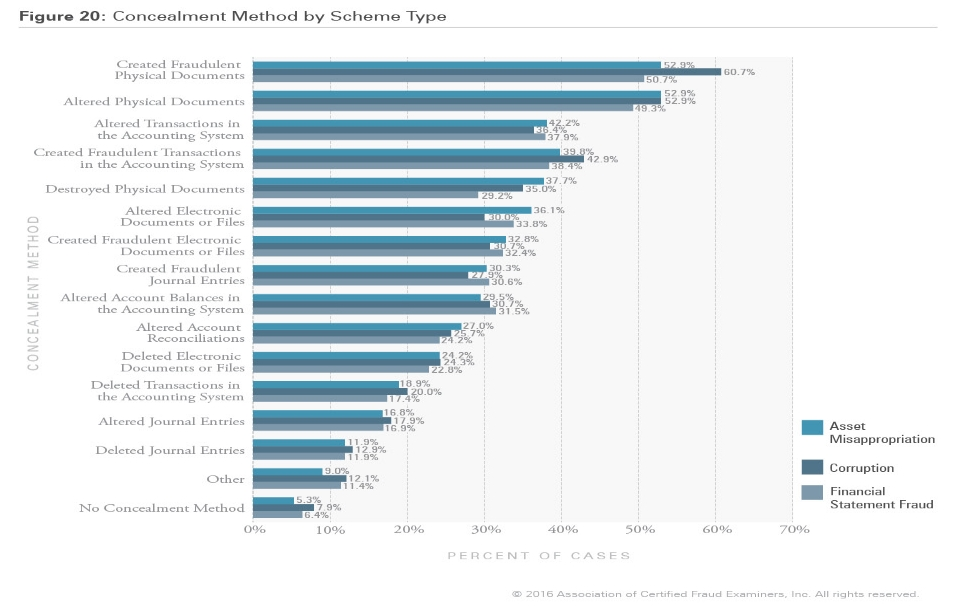 Figure 20: Concealment Method by Scheme Type
Created Fraudulent
Physical Documents
52.9%
60.7%
50.7%
Altered Physical Documents
52.9%
52.9%
49.3%
Altered Transactions in
the Accounting System
42.2%
36.4%
37.9%
Created Fraudulent Transactions
in the Accounting System
39.8%
42.9%
38.4%
Destroyed Physical Documents
37.7%
35.0%
29.2%
Altered Electronic
Documents or Files
36.1%
30.0%
33.8%
Created Fraudulent Electronic
Documents or Files
32.8%
30.7%
32.4%
Created Fraudulent
Journal Entries
30.3%
27.9%
30.6%
Altered Account Balances in
the Accounting System
29.5%
30.7%
31.5%
Altered Account
Reconciliations
27.0%
25.7%
24.2%
Deleted Electronic
Documents or Files
24.2%
24.3%
22.8%
Deleted Transactions in
the Accounting System
18.9%
20.0%
17.4%
Altered Journal Entries
16.8%
17.9%
16.9%
Deleted Journal Entries
11.9%
12.9%
11.9%
Other
9.0%
12.1%
11.4%
No Concealment Method
5.3%
7.9%
6.4%
CONCEALMENT METHOD
0% 10% 20% 30% 40% 50% 60% 70%
PERCENT OF CASES
Asset
Misappropriation
Corruption
Financial
Statement Fraud
© 2016 Association of Certified Fraud Examiners, Inc. All rights reserved.